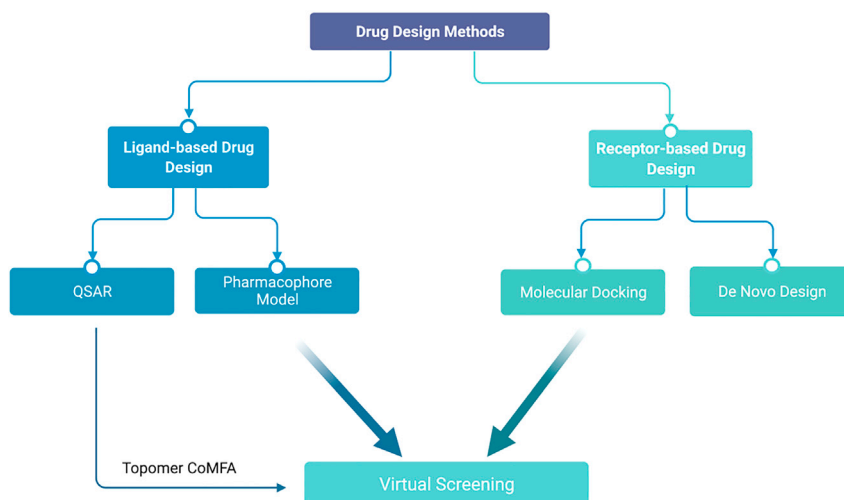 Drug Design Methods
Ligand-based Drug
Design
Receptor-based Drug
Design
QSAR
Pharmacophore
Model
Molecular Docking
De Novo Design
Topomer CoMFA
Virtual Screening